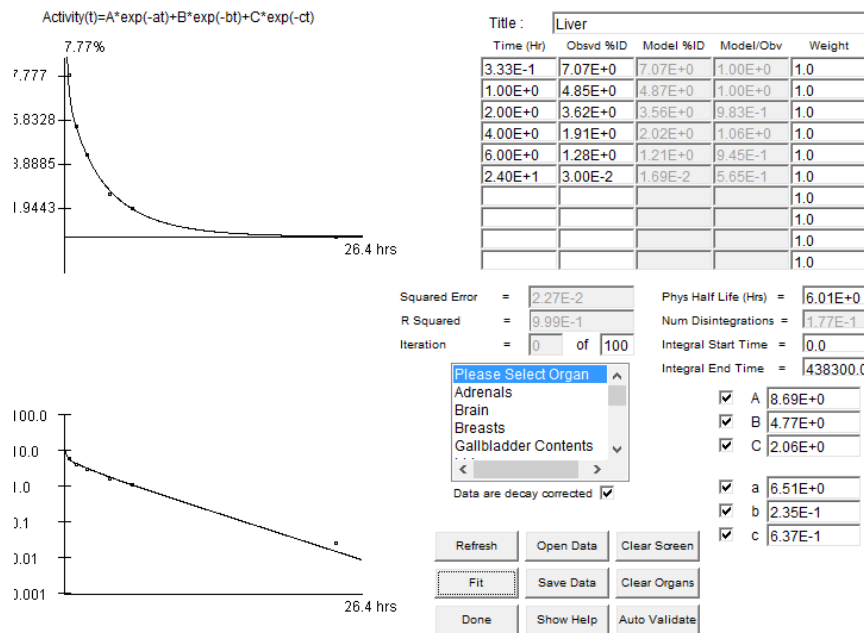 Activity(t)=A*exp(-at)+B*exp(-bt)+C*exp(-ct)
7.77%
7.777
5.8328
3.8885
1.9443
26.4 hrs
Title : Liver
Time (Hr) Obsvd %ID Model %ID Model/Obv Weight
3.33E-1 7.07E+0 7.07E+0 1.00E+0 1.0
1.00E+0 4.85E+0 4.87E+0 1.00E+0 1.0
2.00E+0 3.62E+0 3.56E+0 9.83E-1 1.0
4.00E+0 1.91E+0 2.02E+0 1.06E+0 1.0
6.00E+0 1.28E+0 1.21E+0 9.45E-1 1.0
2.40E+1 3.00E-2 1.69E-2 5.65E-1 1.0
1.0
1.0
1.0
1.0
Squared Error = 2.27E-2
R Squared = 9.99E-1
Iteration = 0 of 100
Phys Half Life (Hrs) = 6.01E+0
Num Disintegrations = 1.77E-1
Integral Start Time = 0.0
Integral End Time = 438300.0
Please Select Organ
Adrenals
Brain
Breasts
Gallbladder Contents
Data are decay corrected
A 8.69E+0
B 4.77E+0
C 2.06E+0
a 6.51E+0
b 2.35E-1
c 6.37E-1
100.0
10.0
1.0
0.1
0.01
0.001
26.4 hrs
Refresh Open Data Clear Screen
Fit Save Data Clear Organs
Done Show Help Auto Validate